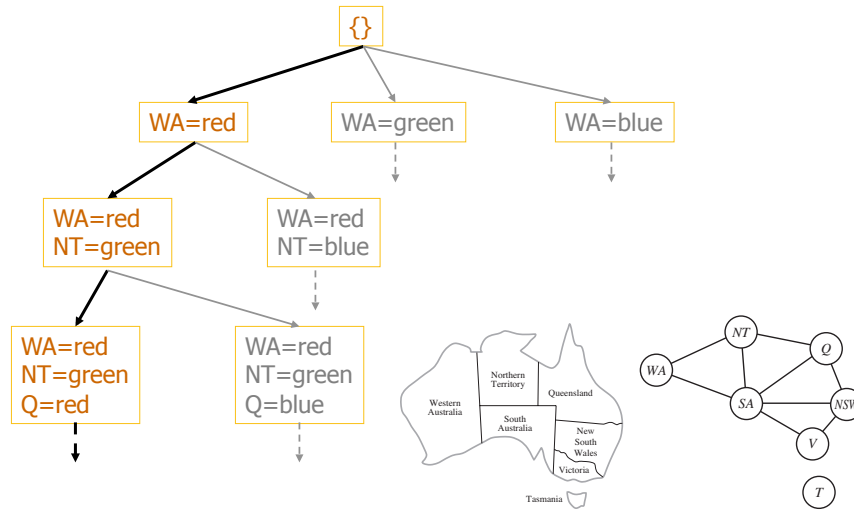 {}
WA=red
WA=green
WA=blue
WA=red
NT=green
WA=red
NT=blue
WA=red
NT=green
Q=red
WA=red
NT=green
Q=blue
Western
Australia
Northern
Territory
South
Australia
Queensland
New
South
Wales
Victoria
Tasmania
NT
Q
WA
SA
NSW
V
T